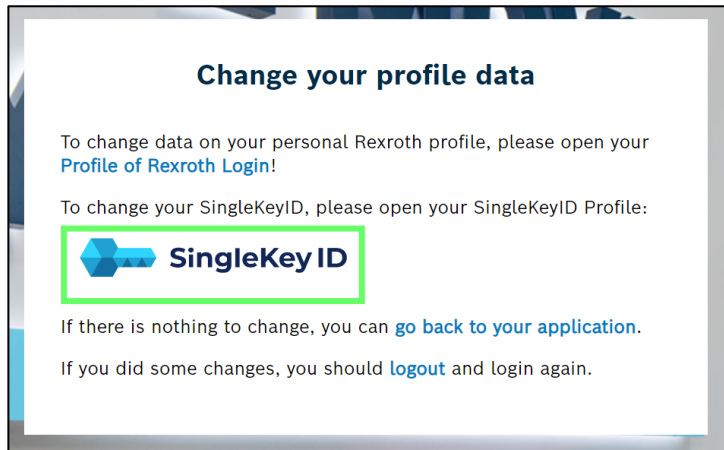 Change your profile data
To change data on your personal Rexroth profile, please open your
Profile of Rexroth Login!
To change your SingleKeyID, please open your SingleKeyID Profile:
SingleKey ID
If there is nothing to change, you can go back to your application.
If you did some changes, you should logout and login again.